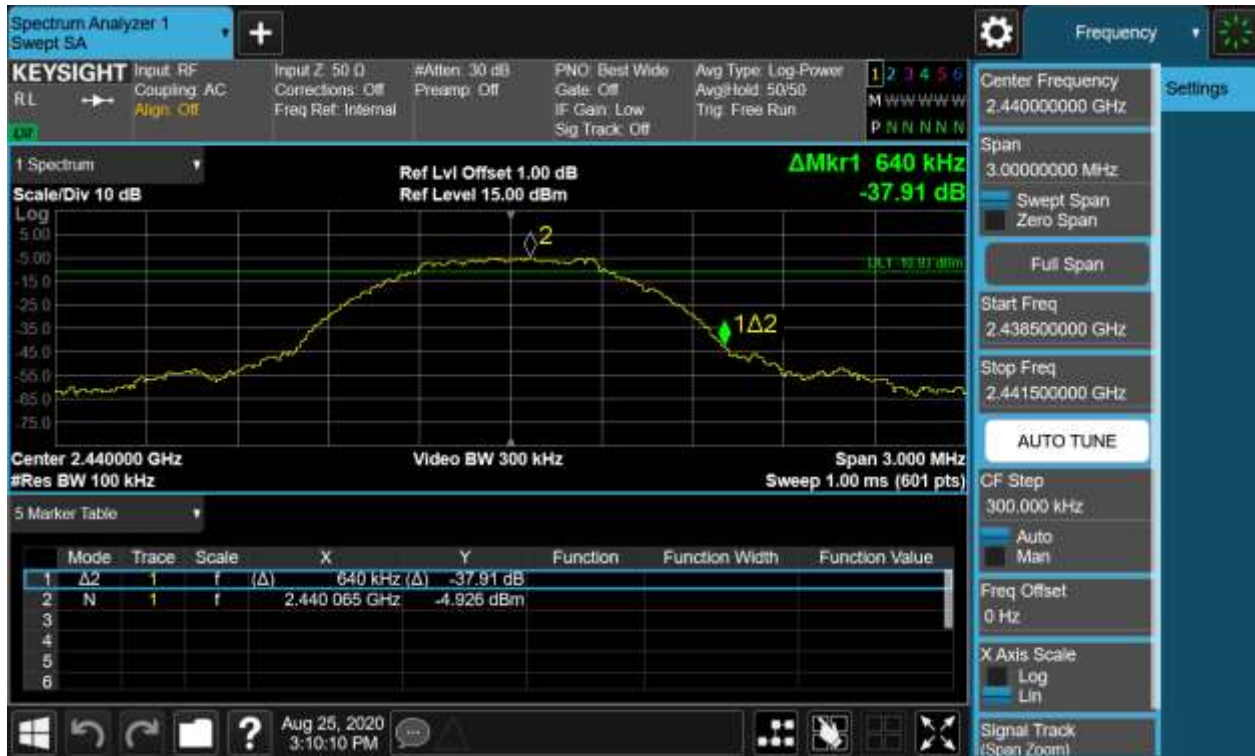 Spectrum Analyzer 1
Swept SA
+
Frequency
KEYSIGHT
RL
Input: RF
Coupling: AC
Align: Off
Input Z: 50 Ω
Corrections: Off
Freq Ref: Internal
#Atten: 30 dB
Preamp: Off
PNO: Best Wide
Gate: Off
IF Gain: Low
Sig Track: Off
Avg Type: Log-Power
Avg|Hold: 50/50
Trig: Free Run
1 2 3 4 5 6
M W W W W W
P N N N N N
1 Spectrum
Scale/Div 10 dB
Ref Lvl Offset 1.00 dB
Ref Level 15.00 dBm
ΔMkr1 640 kHz
-37.91 dB
Log
5.00
-5.00
-15.0
-25.0
-35.0
-45.0
-55.0
-65.0
-75.0
2
DL1 -10.93 dBm
1Δ2
Center 2.440000 GHz
#Res BW 100 kHz
Video BW 300 kHz
Span 3.000 MHz
Sweep 1.00 ms (601 pts)
5 Marker Table
Mode Trace Scale X Y Function Function Width Function Value
1 Δ2 1 f (Δ) 640 kHz (Δ) -37.91 dB
2 N 1 f 2.440 065 GHz -4.926 dBm
3
4
5
6
Aug 25, 2020
3:10:10 PM
Center Frequency
2.440000000 GHz
Settings
Span
3.00000000 MHz
Swept Span
Zero Span
Full Span
Start Freq
2.438500000 GHz
Stop Freq
2.441500000 GHz
AUTO TUNE
CF Step
300.000 kHz
Auto
Man
Freq Offset
0 Hz
X Axis Scale
Log
Lin
Signal Track
(Span Zoom)